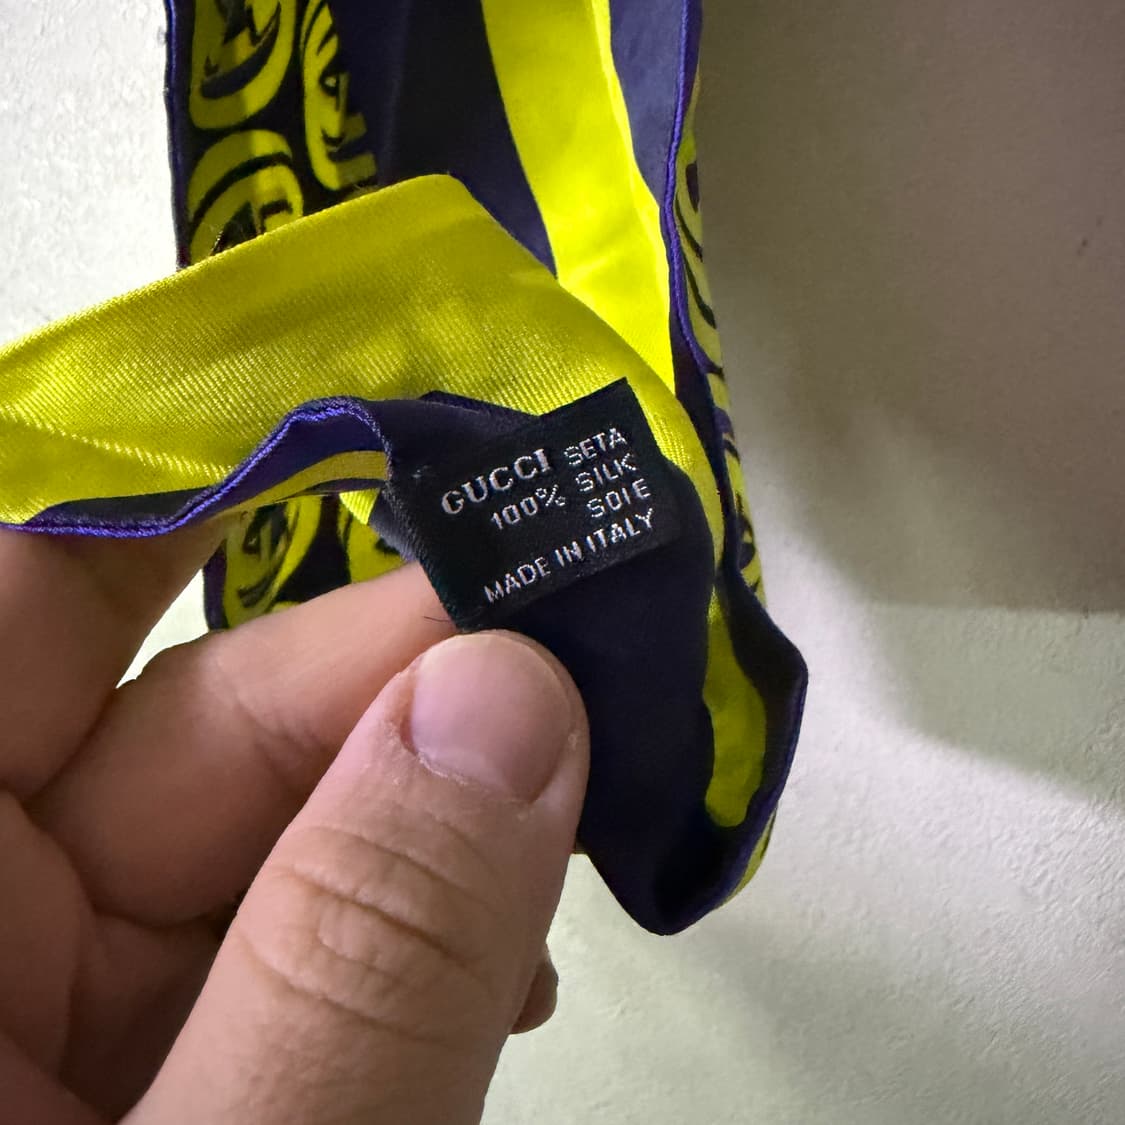 GUCCI SETA
100% SILK
SOIE
MADE IN ITALY